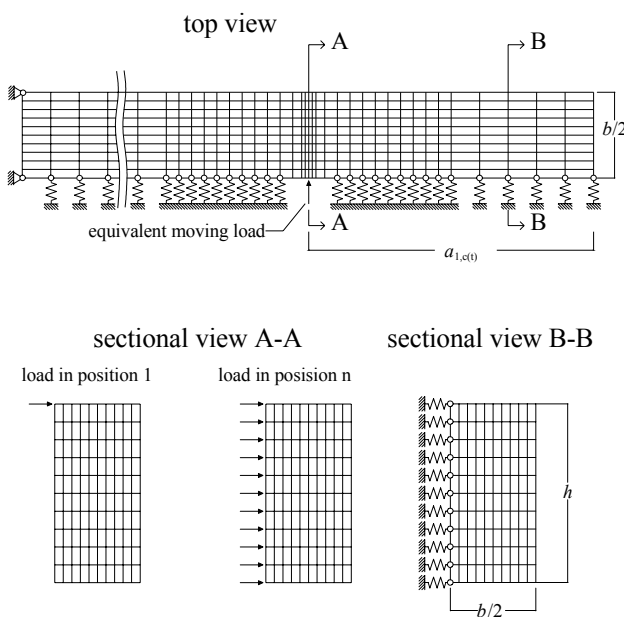 top view
A
B
b/2
A
B
equivalent moving load
a1,c(t)
sectional view A-A
sectional view B-B
load in position 1
load in posision n
h
b/2